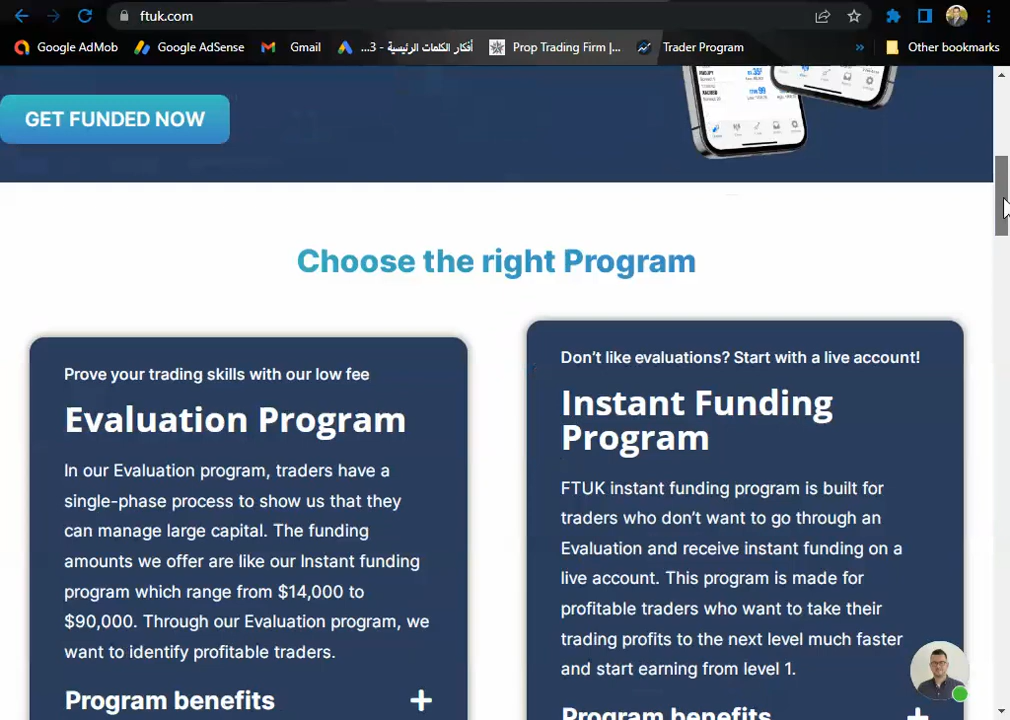 ftuk.com
Google AdMob
Google AdSense
Gmail
أفكار الكلمات الرئيسية - 3...
Prop Trading Firm |...
Trader Program
»
Other bookmarks
GET FUNDED NOW
Choose the right Program
Prove your trading skills with our low fee
Evaluation Program
In our Evaluation program, traders have a
single-phase process to show us that they
can manage large capital. The funding
amounts we offer are like our Instant funding
program which range from $14,000 to
$90,000. Through our Evaluation program, we
want to identify profitable traders.
Program benefits +
Don't like evaluations? Start with a live account!
Instant Funding
Program
FTUK instant funding program is built for
traders who don't want to go through an
Evaluation and receive instant funding on a
live account. This program is made for
profitable traders who want to take their
trading profits to the next level much faster
and start earning from level 1.
Program benefits +